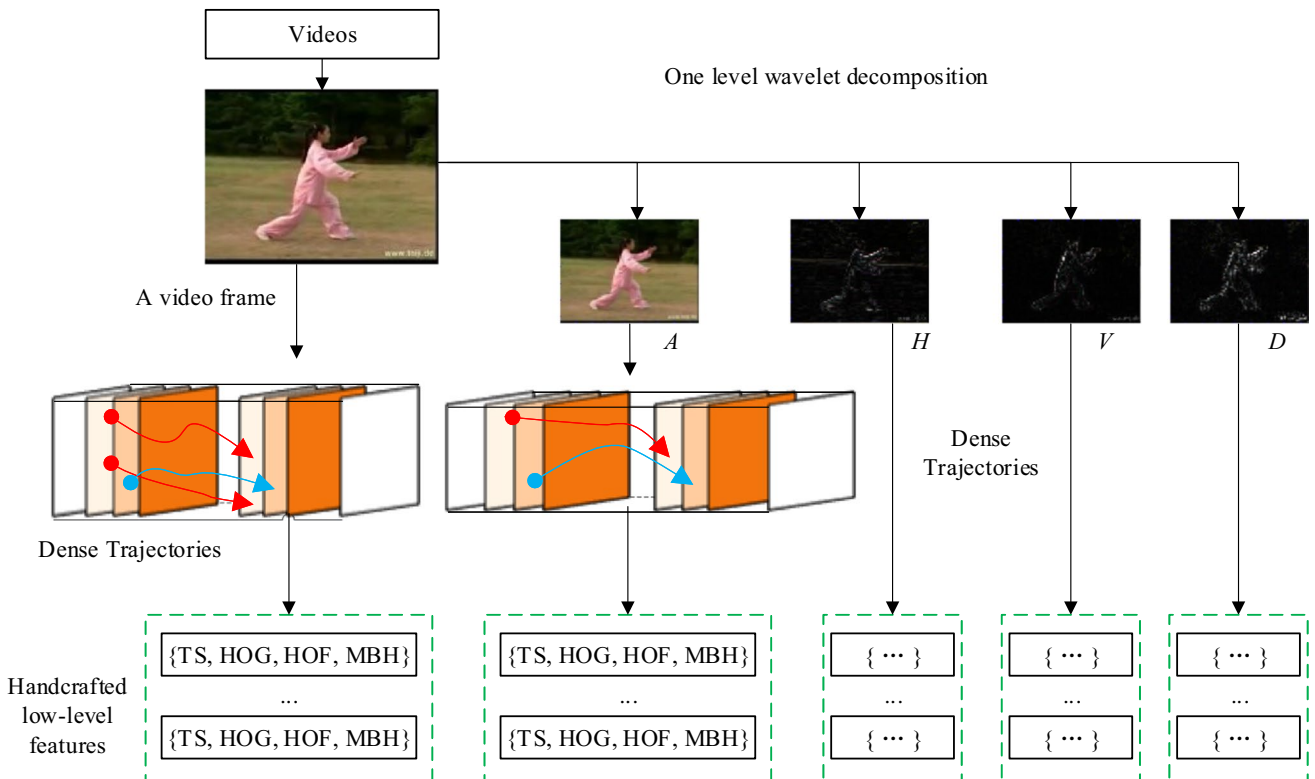 Videos
One level wavelet decomposition
A video frame
A
H
V
D
Dense
Trajectories
Dense Trajectories
Handcrafted
low-level
features
{TS, HOG, HOF, MBH}
...
{TS, HOG, HOF, MBH}
{TS, HOG, HOF, MBH}
...
{TS, HOG, HOF, MBH}
{ ··· }
...
{ ··· }
{ ··· }
...
{ ··· }
{ ··· }
...
{ ··· }